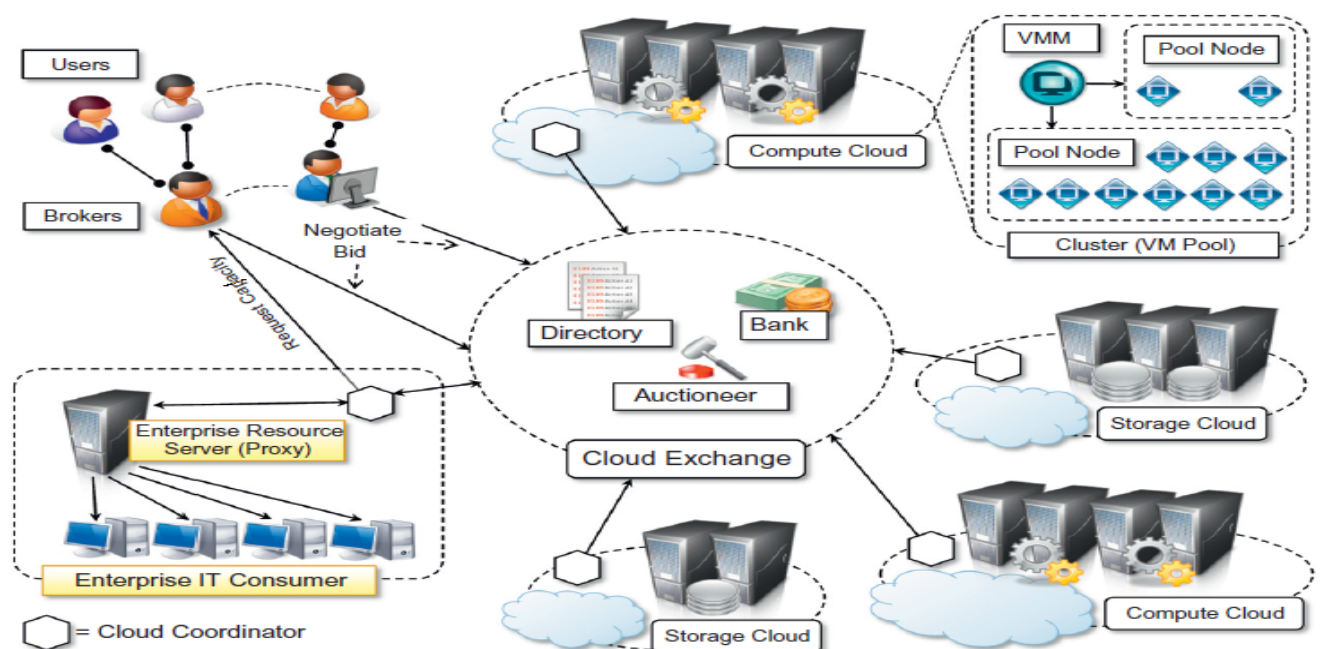 Users
Brokers
Negotiate
Bid
Request Capacity
Compute Cloud
VMM
Pool Node
Pool Node
Cluster (VM Pool)
Directory
Bank
Auctioneer
Cloud Exchange
Storage Cloud
Enterprise Resource
Server (Proxy)
Enterprise IT Consumer
= Cloud Coordinator
Storage Cloud
Compute Cloud